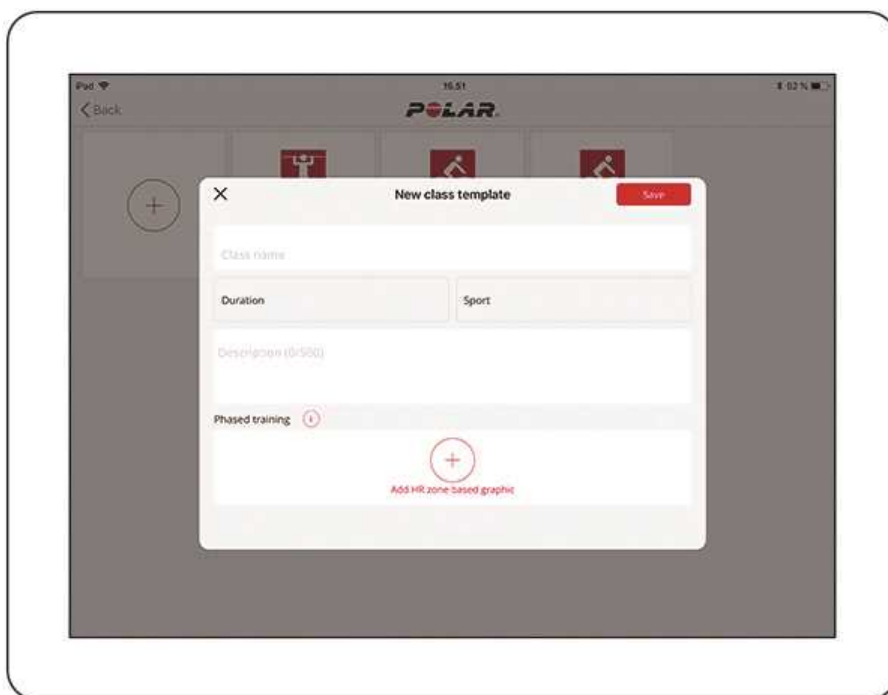 iPad 16.51 92 %
Back POLAR
New class template Save
Class name
Duration Sport
Description (0/500)
Phased training i
Add HR zone based graphic